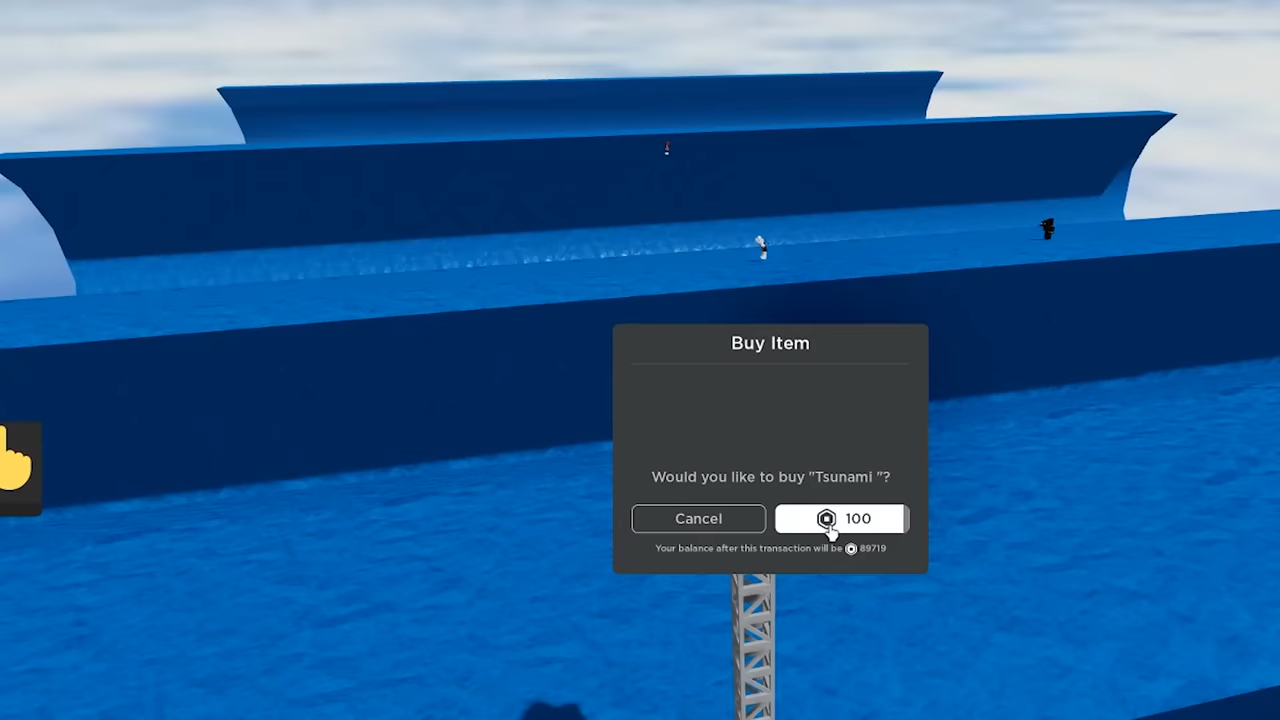 Buy Item
Would you like to buy "Tsunami "?
Cancel
100
Your balance after this transaction will be 89719